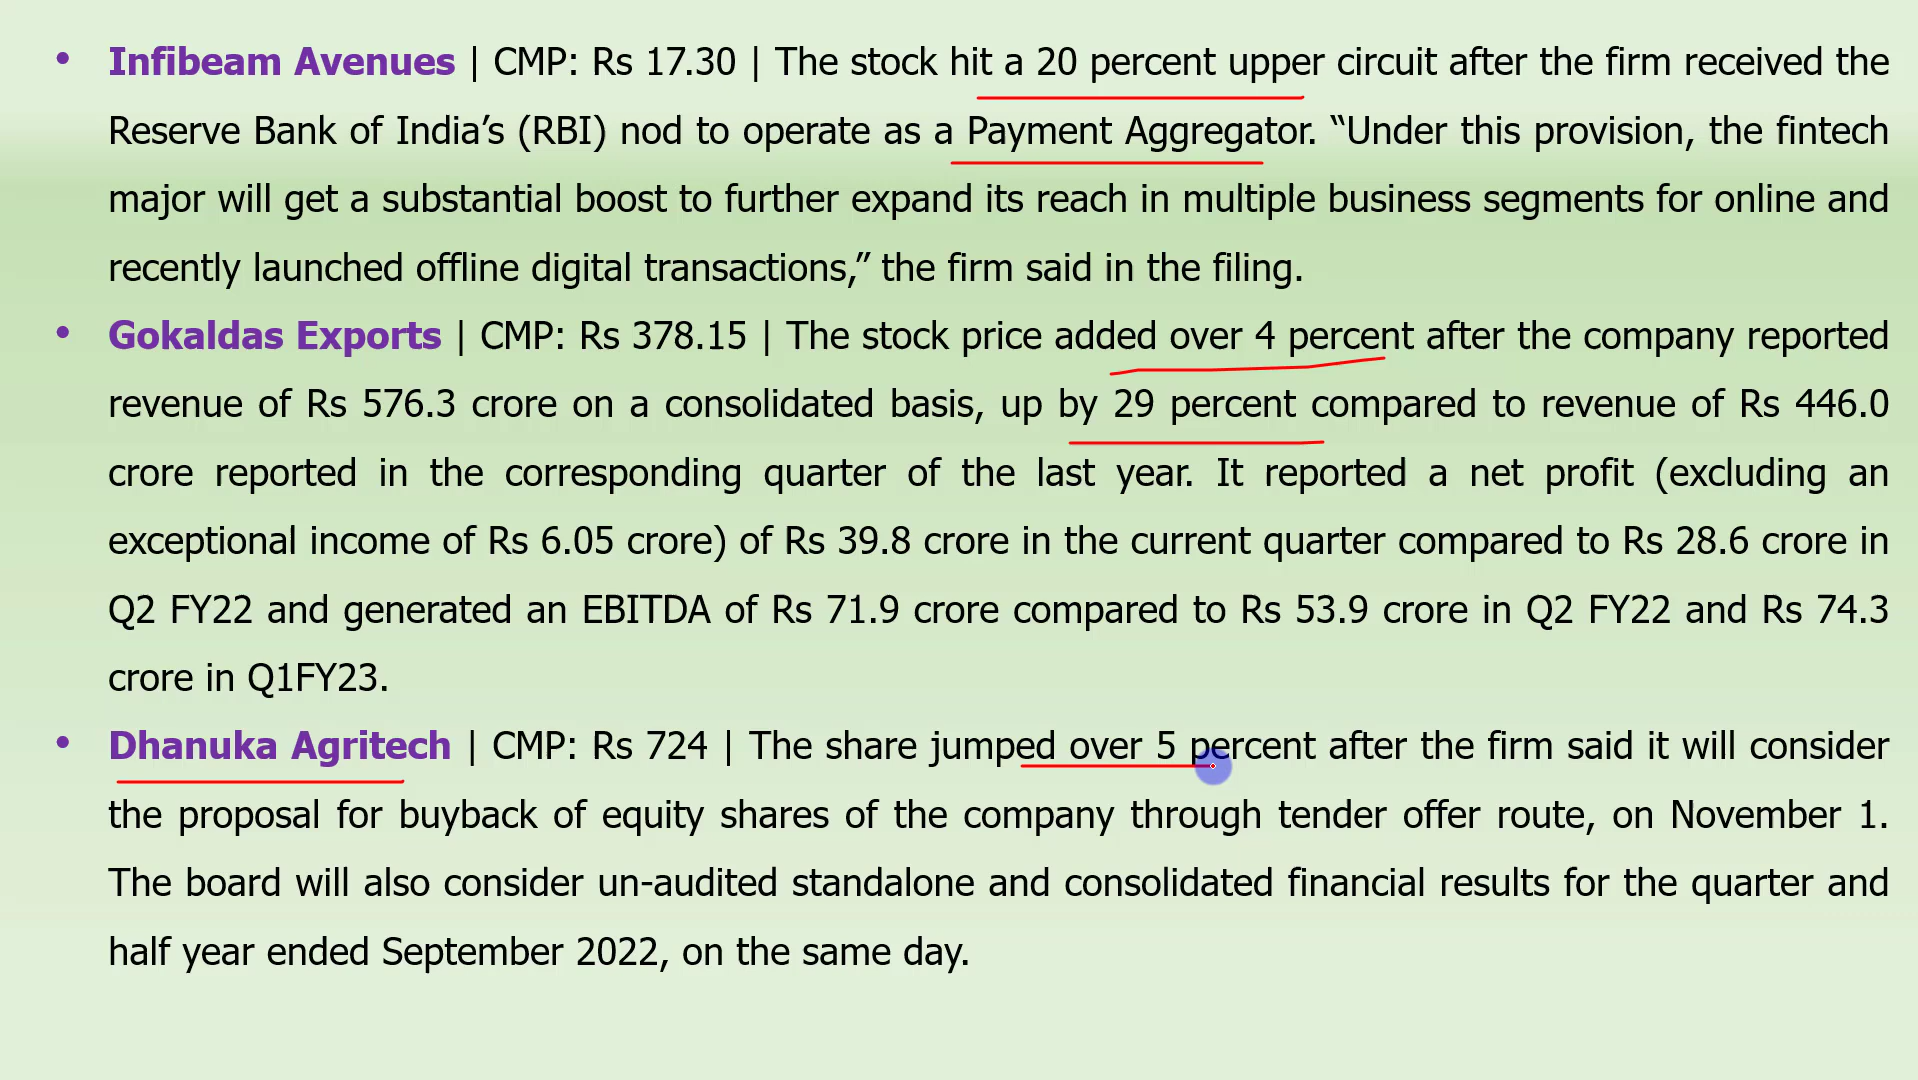 • Infibeam Avenues | CMP: Rs 17.30 | The stock hit a 20 percent upper circuit after the firm received the
Reserve Bank of India’s (RBI) nod to operate as a Payment Aggregator. “Under this provision, the fintech
major will get a substantial boost to further expand its reach in multiple business segments for online and
recently launched offline digital transactions,” the firm said in the filing.
• Gokaldas Exports | CMP: Rs 378.15 | The stock price added over 4 percent after the company reported
revenue of Rs 576.3 crore on a consolidated basis, up by 29 percent compared to revenue of Rs 446.0
crore reported in the corresponding quarter of the last year. It reported a net profit (excluding an
exceptional income of Rs 6.05 crore) of Rs 39.8 crore in the current quarter compared to Rs 28.6 crore in
Q2 FY22 and generated an EBITDA of Rs 71.9 crore compared to Rs 53.9 crore in Q2 FY22 and Rs 74.3
crore in Q1FY23.
• Dhanuka Agritech | CMP: Rs 724 | The share jumped over 5 percent after the firm said it will consider
the proposal for buyback of equity shares of the company through tender offer route, on November 1.
The board will also consider un-audited standalone and consolidated financial results for the quarter and
half year ended September 2022, on the same day.